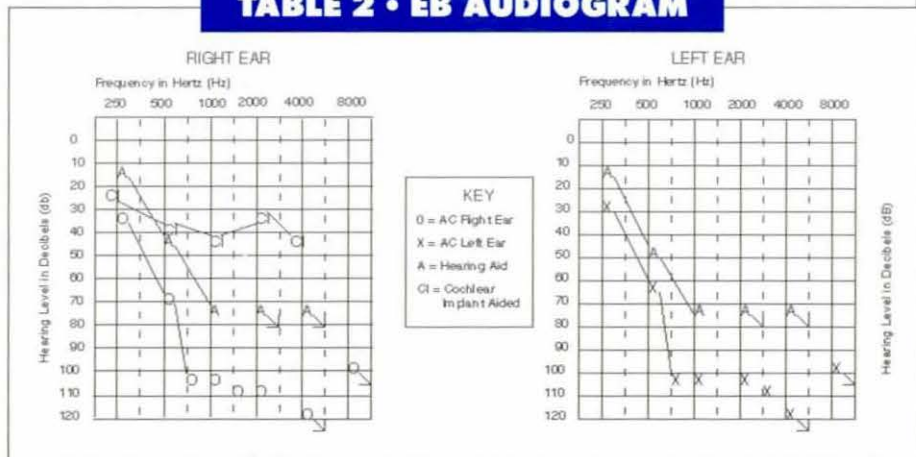 TABLE 2 • EB AUDIOGRAM
RIGHT EAR
Frequency in Hertz (Hz)
250 500 1000 2000 4000 8000
Hearing Level in Decibels (db)
0
10
20
30
40
50
60
70
80
90
100
110
120
KEY
O = AC Right Ear
X = AC Left Ear
A = Hearing Aid
CI = Cochlear
Implant Aided
LEFT EAR
Frequency in Hertz (Hz)
250 500 1000 2000 4000 8000
0
10
20
30
40
50
60
70
80
90
100
110
120
Hearing Level in Decibels (dB)